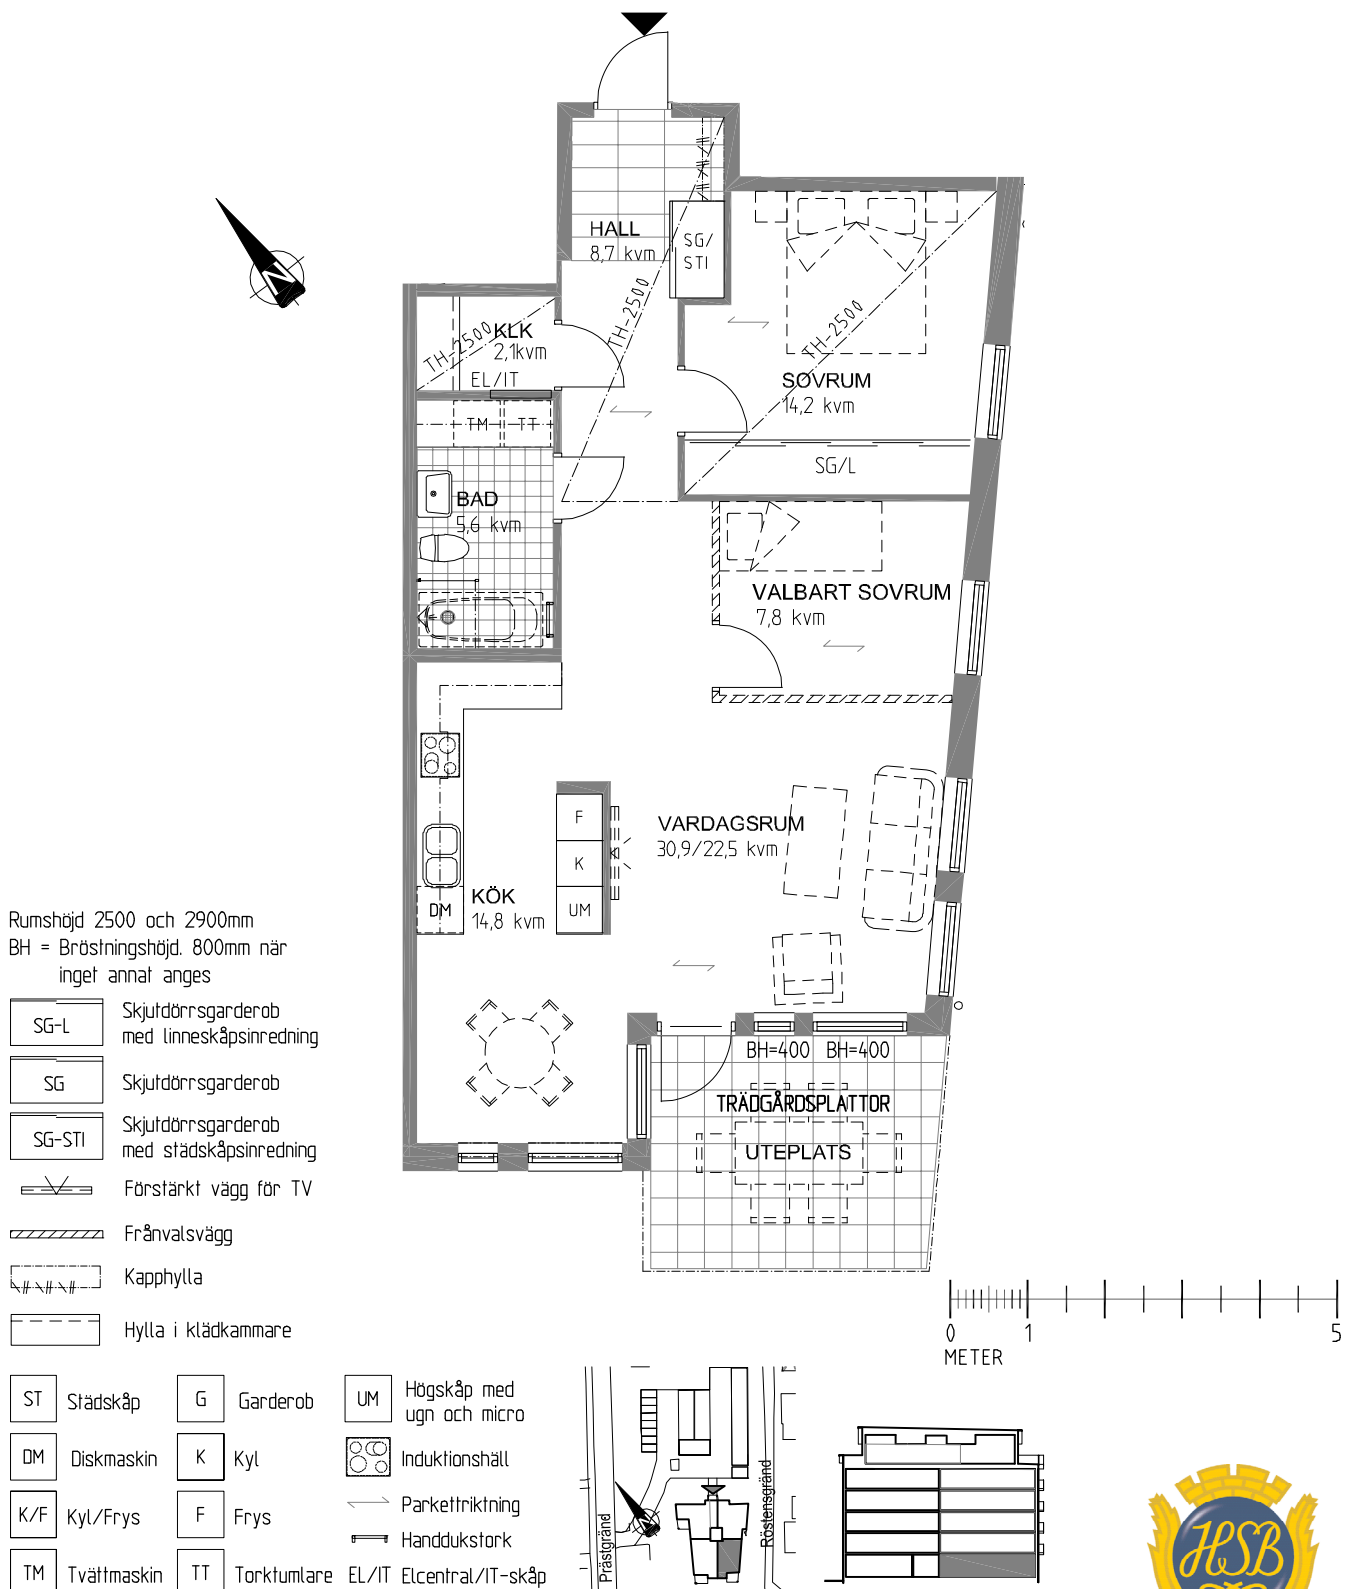 HALL
8,7 kvm
SG/
STI
TH-2500
KLK
2,1kvm
TH-2500
EL/IT
TH-2500
SOVRUM
14,2 kvm
TM
TT
SG/L
BAD
5,6 kvm
VALBART SOVRUM
7,8 kvm
F
K
UM
VARDAGSRUM
30,9/22,5 kvm
DM
KÖK
14,8 kvm
BH=400
BH=400
TRÄDGÅRDSPLATTOR
UTEPLATS
N
Rumshöjd 2500 och 2900mm
BH = Bröstningshöjd. 800mm när
inget annat anges
SG-L
Skjutdörrsgarderob
med linneskåpsinredning
SG
Skjutdörrsgarderob
SG-STI
Skjutdörrsgarderob
med städskåpsinredning
Förstärkt vägg för TV
Frånvalsvägg
Kapphylla
Hylla i klädkammare
0
1
5
METER
ST
Städskåp
G
Garderob
UM
Högskåp med
ugn och micro
DM
Diskmaskin
K
Kyl
Induktionshäll
K/F
Kyl/Frys
F
Frys
Parkettriktning
Handdukstork
TM
Tvättmaskin
TT
Torktumlare
EL/IT
Elcentral/IT-skåp
Prästgränd
Röstensgränd
HSB